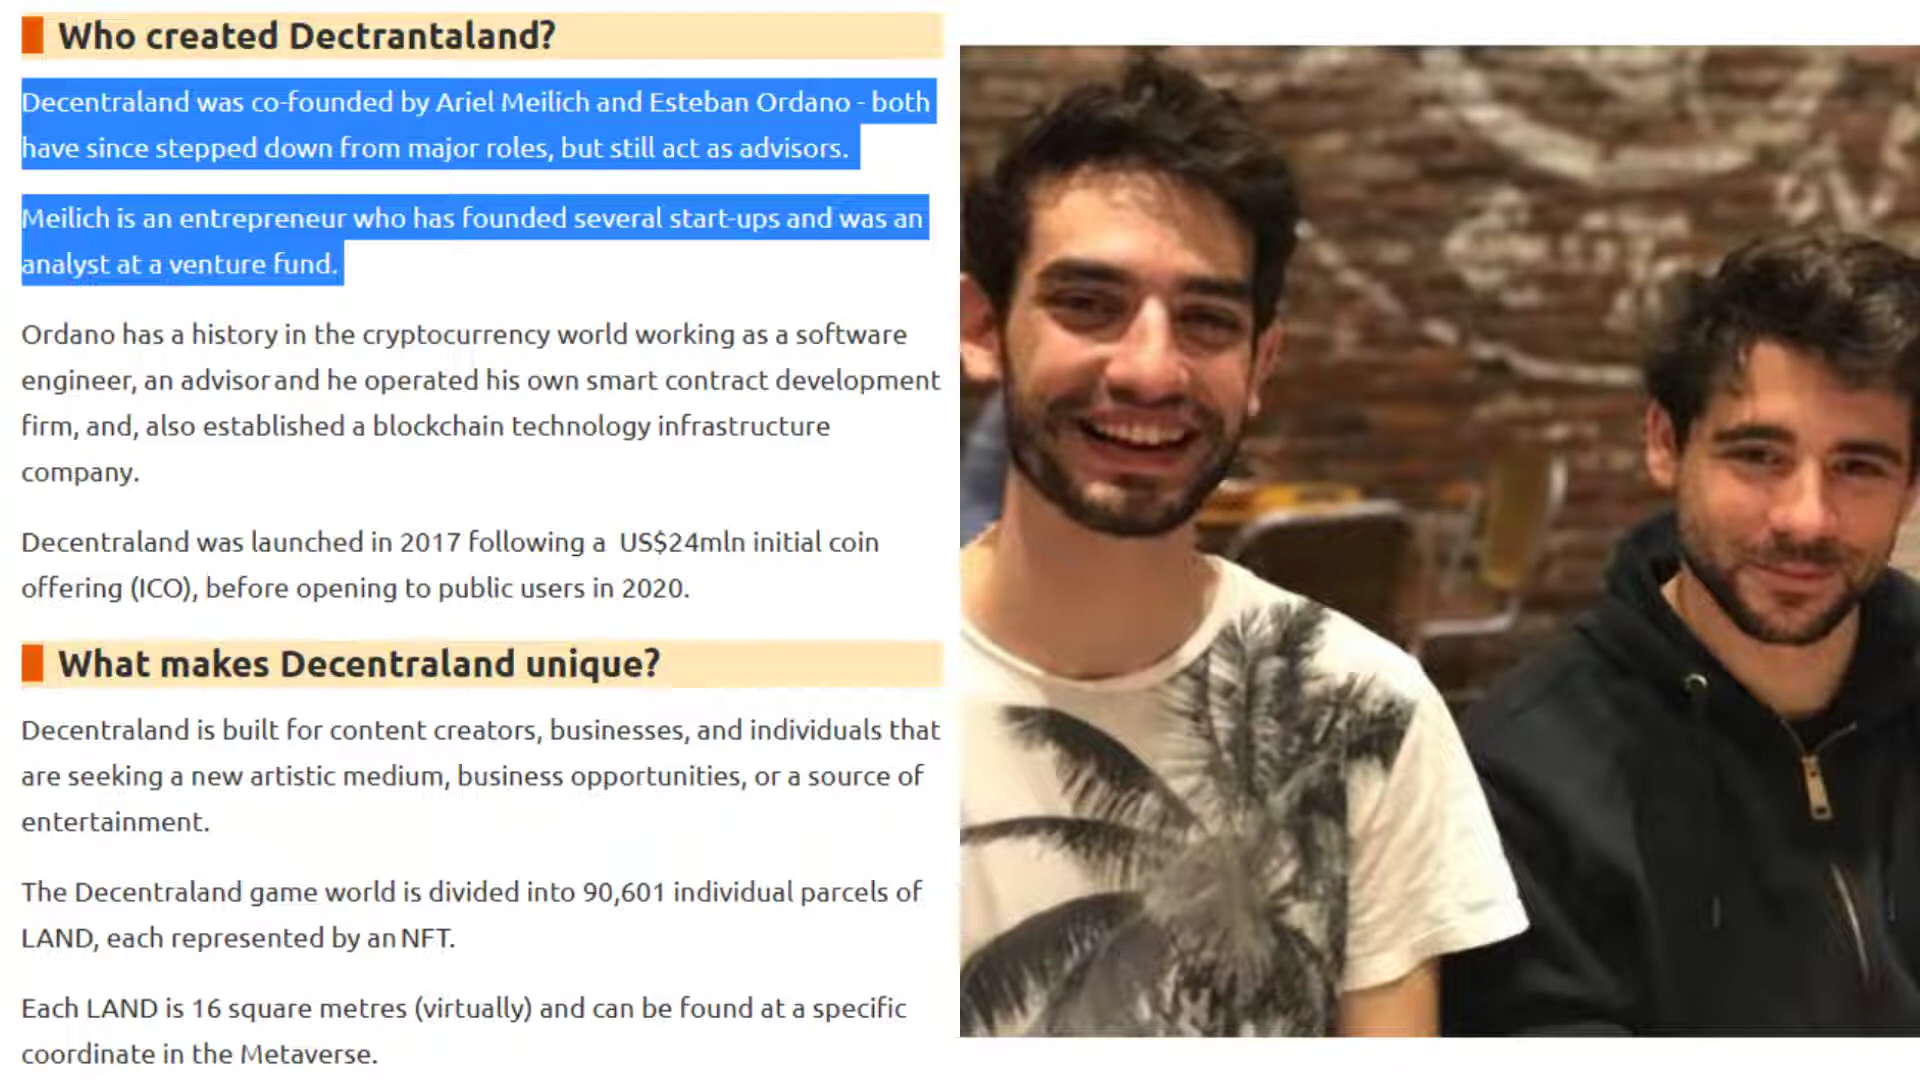 Who created Dectrantaland?
Decentraland was co-founded by Ariel Meilich and Esteban Ordano - both
have since stepped down from major roles, but still act as advisors.
Meilich is an entrepreneur who has founded several start-ups and was an
analyst at a venture fund.
Ordano has a history in the cryptocurrency world working as a software
engineer, an advisor and he operated his own smart contract development
firm, and, also established a blockchain technology infrastructure
company.
Decentraland was launched in 2017 following a  US$24mln initial coin
offering (ICO), before opening to public users in 2020.
What makes Decentraland unique?
Decentraland is built for content creators, businesses, and individuals that
are seeking a new artistic medium, business opportunities, or a source of
entertainment.
The Decentraland game world is divided into 90,601 individual parcels of
LAND, each represented by an NFT.
Each LAND is 16 square metres (virtually) and can be found at a specific
coordinate in the Metaverse.